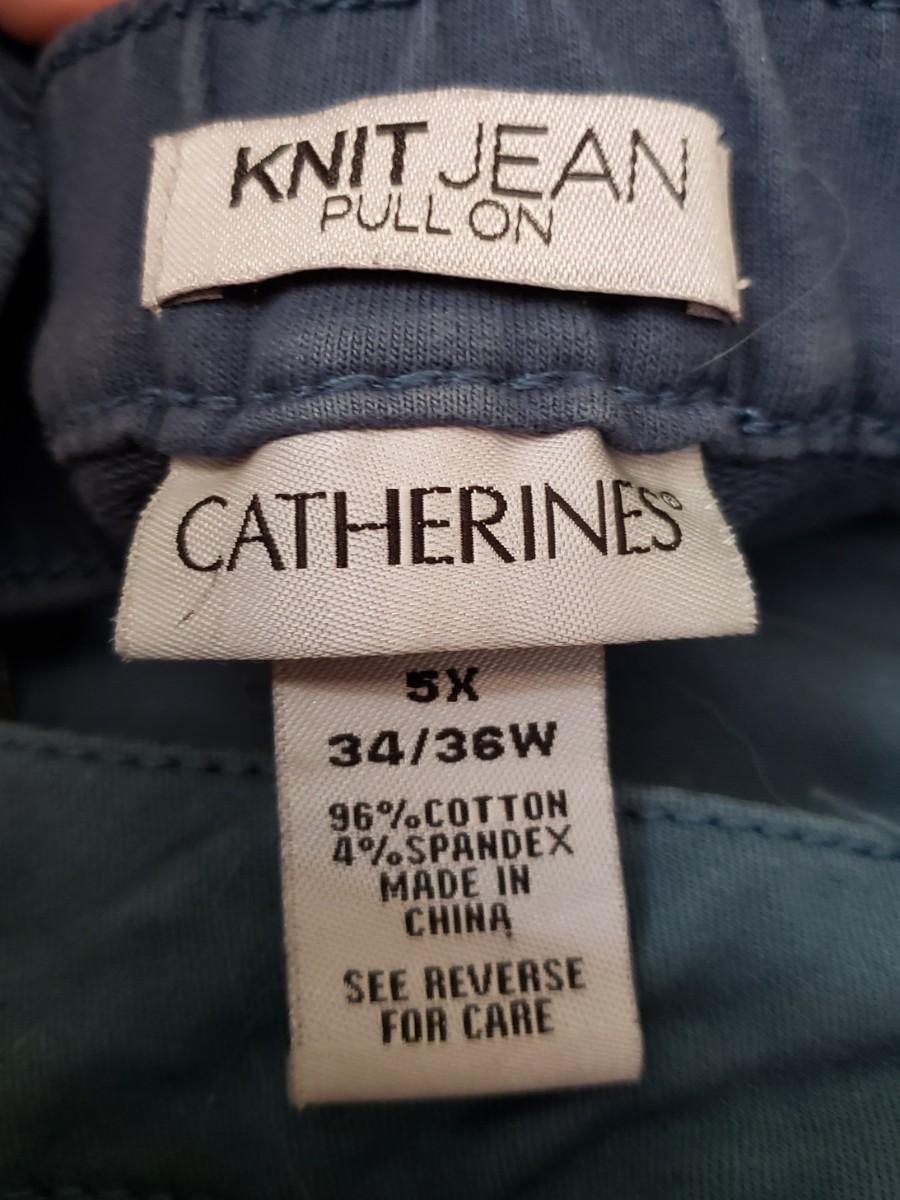 KNIT JEAN
PULL ON
CATHERINES®
5X
34/36W
96%COTTON
4%SPANDEX
MADE IN
CHINA
SEE REVERSE
FOR CARE